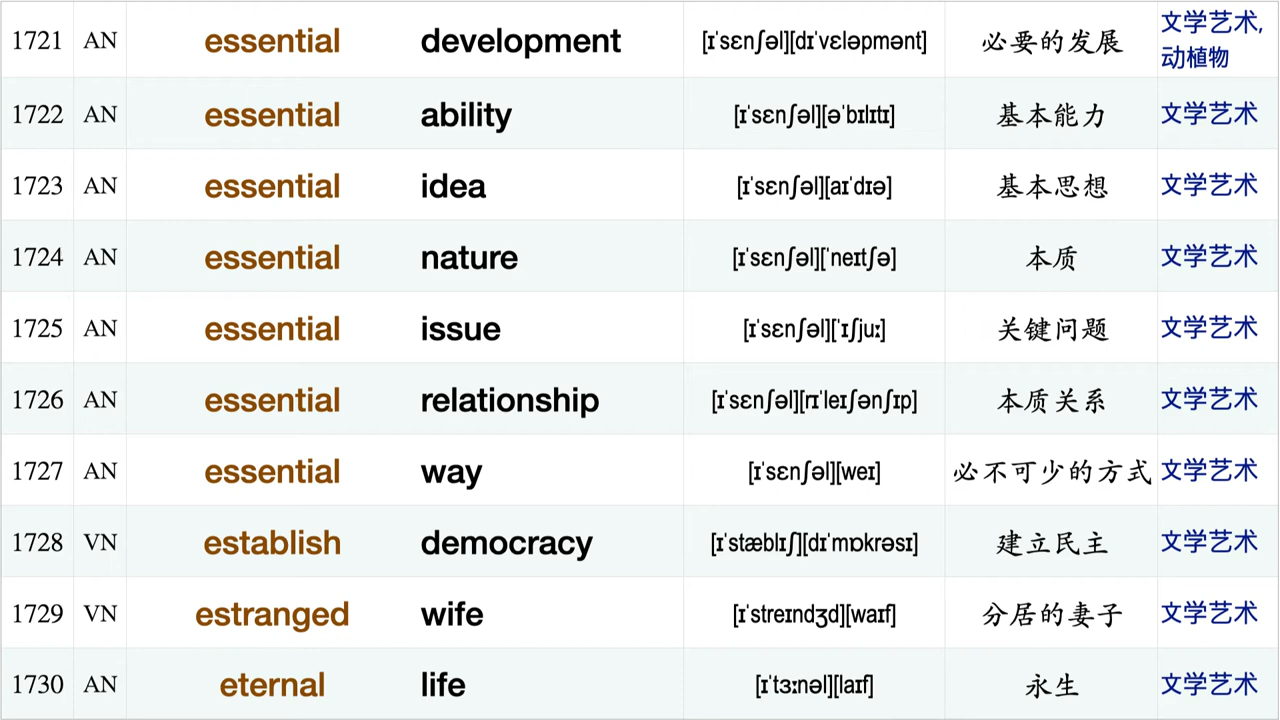 1721 AN essential development [ɪˈsɛnʃəl][dɪˈvɛləpmənt] 必要的发展 文学艺术, 动植物
1722 AN essential ability [ɪˈsɛnʃəl][əˈbɪlɪtɪ] 基本能力 文学艺术
1723 AN essential idea [ɪˈsɛnʃəl][aɪˈdɪə] 基本思想 文学艺术
1724 AN essential nature [ɪˈsɛnʃəl][ˈneɪtʃə] 本质 文学艺术
1725 AN essential issue [ɪˈsɛnʃəl][ˈɪʃjuː] 关键问题 文学艺术
1726 AN essential relationship [ɪˈsɛnʃəl][rɪˈleɪʃənʃɪp] 本质关系 文学艺术
1727 AN essential way [ɪˈsɛnʃəl][weɪ] 必不可少的方式 文学艺术
1728 VN establish democracy [ɪˈstæblɪʃ][dɪˈmɒkrəsɪ] 建立民主 文学艺术
1729 VN estranged wife [ɪˈstreɪndʒd][waɪf] 分居的妻子 文学艺术
1730 AN eternal life [ɪˈtɜːnəl][laɪf] 永生 文学艺术